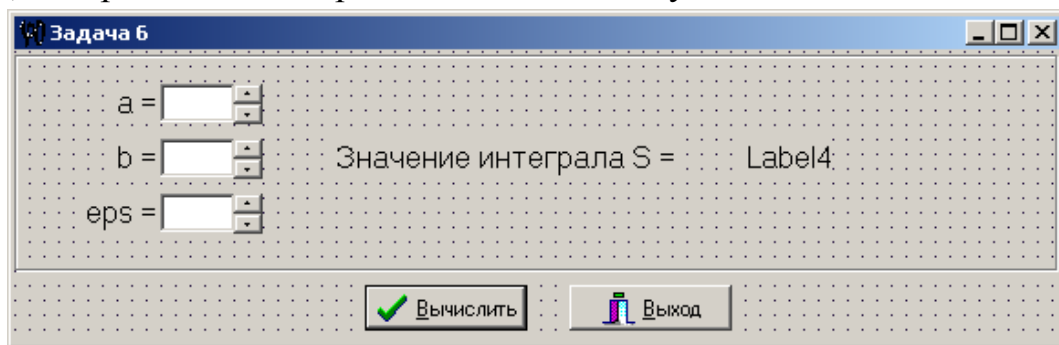 Задача 6
a =
b =
Значение интеграла S = Label4
eps =
Вычислить
Выход